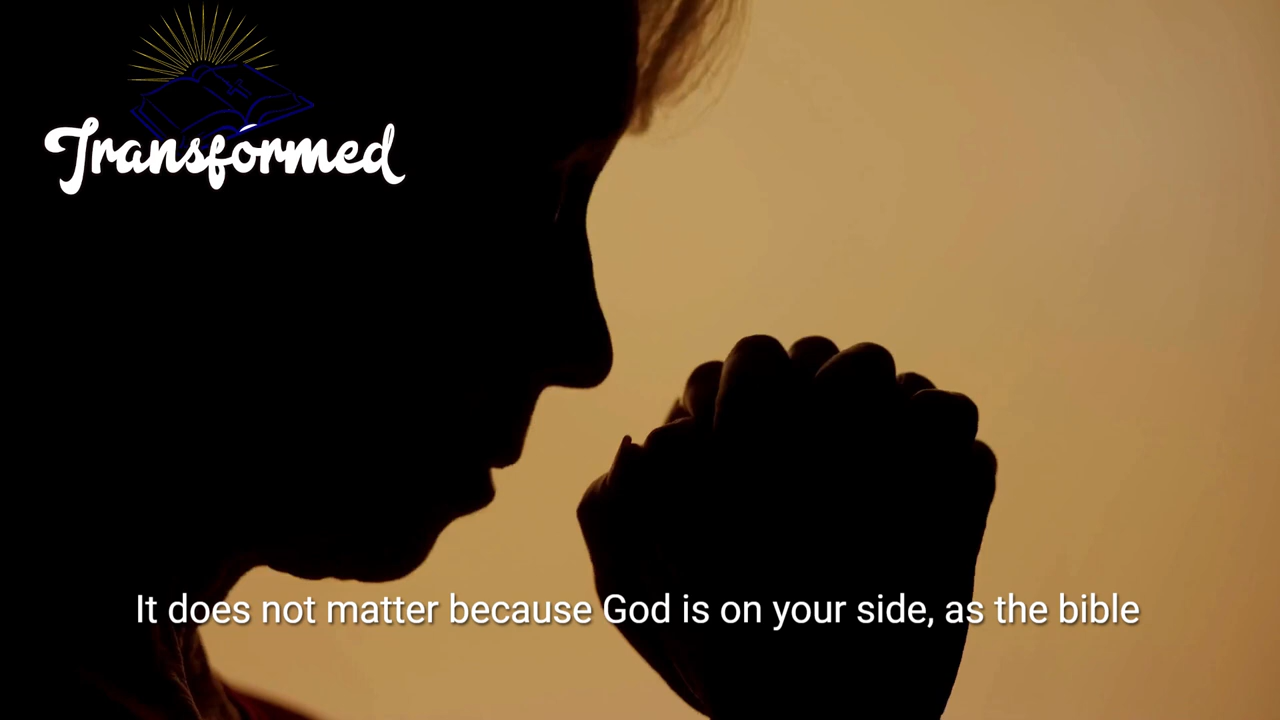 Transformed
It does not matter because God is on your side, as the bible